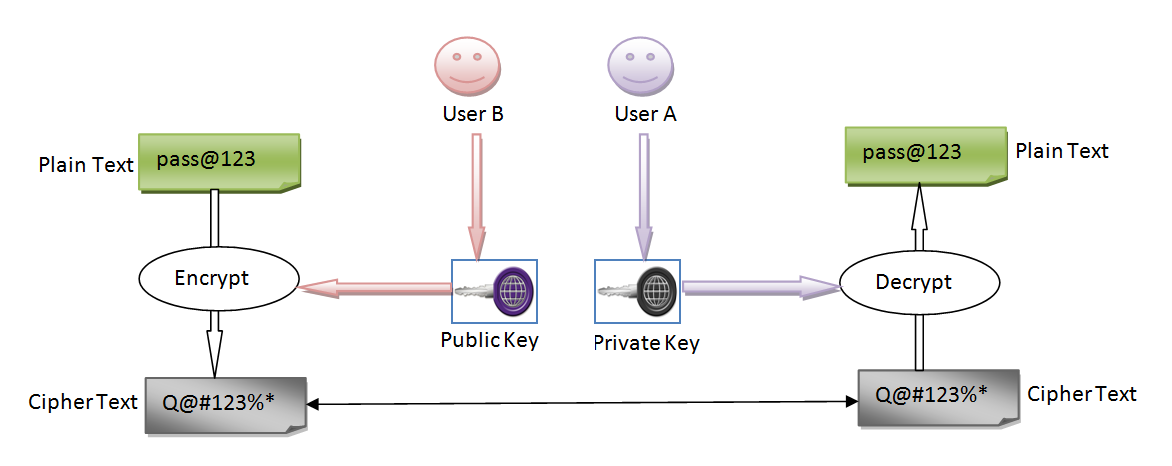 User B
User A
Plain Text
pass@123
pass@123
Plain Text
Encrypt
Decrypt
Public Key
Private Key
Cipher Text
Q@#123%*
Q@#123%*
Cipher Text